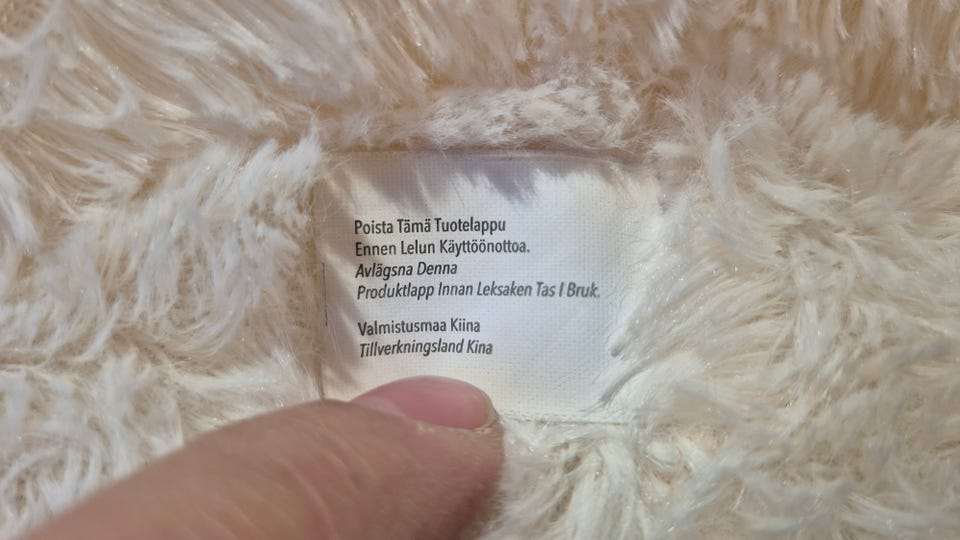 Poista Tämä Tuotelappu
Ennen Lelun Käyttöönottoa.
Avlägsna Denna
Produktlapp Innan Leksaken Tas I Bruk.
Valmistusmaa Kiina
Tillverkningsland Kina